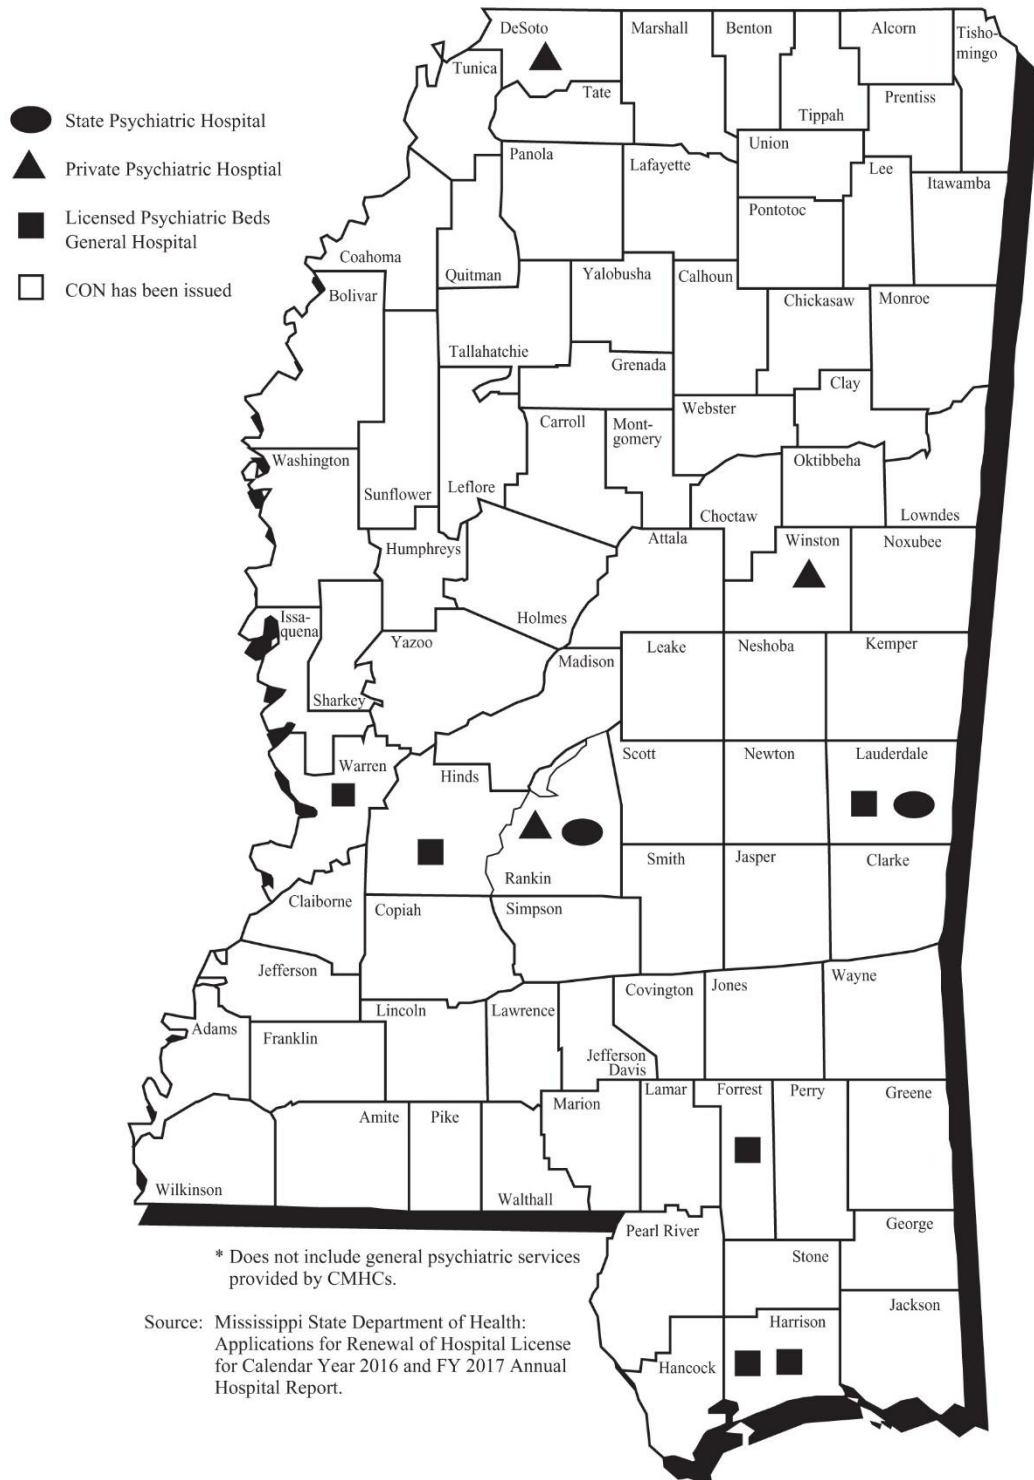 DeSoto
Marshall
Benton
Alcorn
Tisho-
mingo
Tunica
Tate
Tippah
Prentiss
State Psychiatric Hospital
Private Psychiatric Hosptial
Licensed Psychiatric Beds
General Hospital
CON has been issued
Panola
Lafayette
Union
Lee
Itawamba
Pontotoc
Coahoma
Quitman
Yalobusha
Calhoun
Bolivar
Chickasaw
Monroe
Tallahatchie
Grenada
Clay
Webster
Carroll
Mont-
gomery
Washington
Sunflower
Leflore
Oktibbeha
Choctaw
Lowndes
Humphreys
Attala
Winston
Noxubee
Holmes
Issa-
quena
Yazoo
Leake
Neshoba
Kemper
Madison
Sharkey
Warren
Hinds
Scott
Newton
Lauderdale
Rankin
Smith
Jasper
Clarke
Claiborne
Copiah
Simpson
Jefferson
Covington
Jones
Wayne
Adams
Franklin
Lincoln
Lawrence
Jefferson
Davis
Marion
Lamar
Forrest
Perry
Greene
Amite
Pike
Wilkinson
Walthall
Pearl River
George
* Does not include general psychiatric services
provided by CMHCs.
Stone
Jackson
Source: Mississippi State Department of Health:
Applications for Renewal of Hospital License
for Calendar Year 2016 and FY 2017 Annual
Hospital Report.
Harrison
Hancock